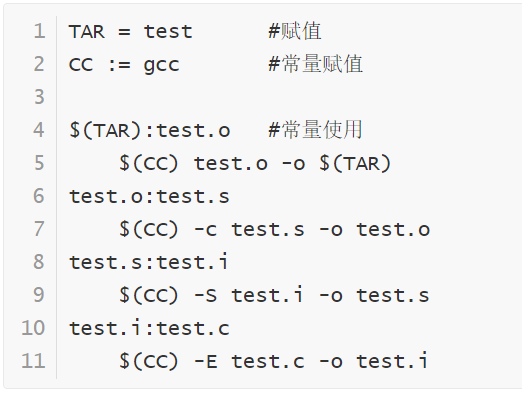 1 TAR = test      #赋值
2 CC := gcc       #常量赋值
3
4 $(TAR):test.o   #常量使用
5     $(CC) test.o -o $(TAR)
6 test.o:test.s
7     $(CC) -c test.s -o test.o
8 test.s:test.i
9     $(CC) -S test.i -o test.s
10 test.i:test.c
11     $(CC) -E test.c -o test.i